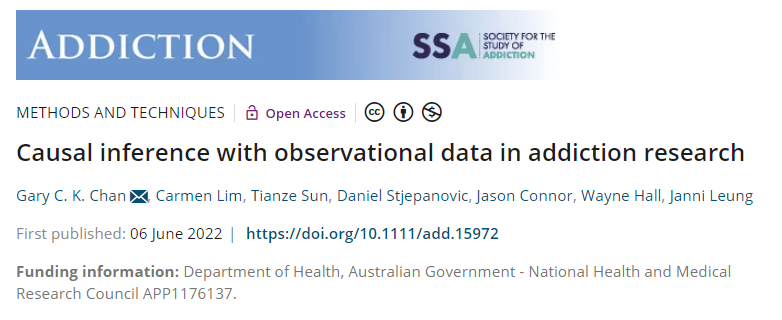 ADDICTION
SSA SOCIETY FOR THE
STUDY OF
ADDICTION
METHODS AND TECHNIQUES Open Access cc
Causal inference with observational data in addiction research
Gary C. K. Chan, Carmen Lim, Tianze Sun, Daniel Stjepanovic, Jason Connor, Wayne Hall, Janni Leung
First published: 06 June 2022 | https://doi.org/10.1111/add.15972
Funding information: Department of Health, Australian Government - National Health and Medical
Research Council APP1176137.